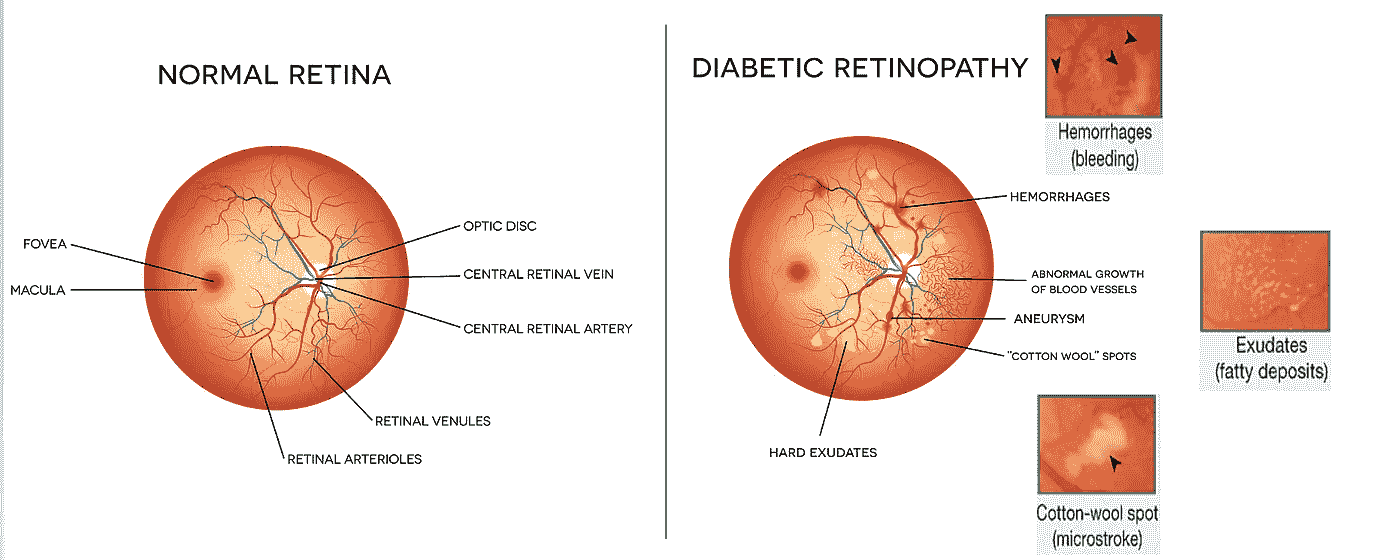 NORMAL RETINA
FOVEA
MACULA
OPTIC DISC
CENTRAL RETINAL VEIN
CENTRAL RETINAL ARTERY
RETINAL VENULES
RETINAL ARTERIOLES
DIABETIC RETINOPATHY
Hemorrhages
(bleeding)
HEMORRHAGES
ABNORMAL GROWTH
OF BLOOD VESSELS
ANEURYSM
"COTTON WOOL" SPOTS
HARD EXUDATES
Exudates
(fatty deposits)
Cotton-wool spot
(microstroke)